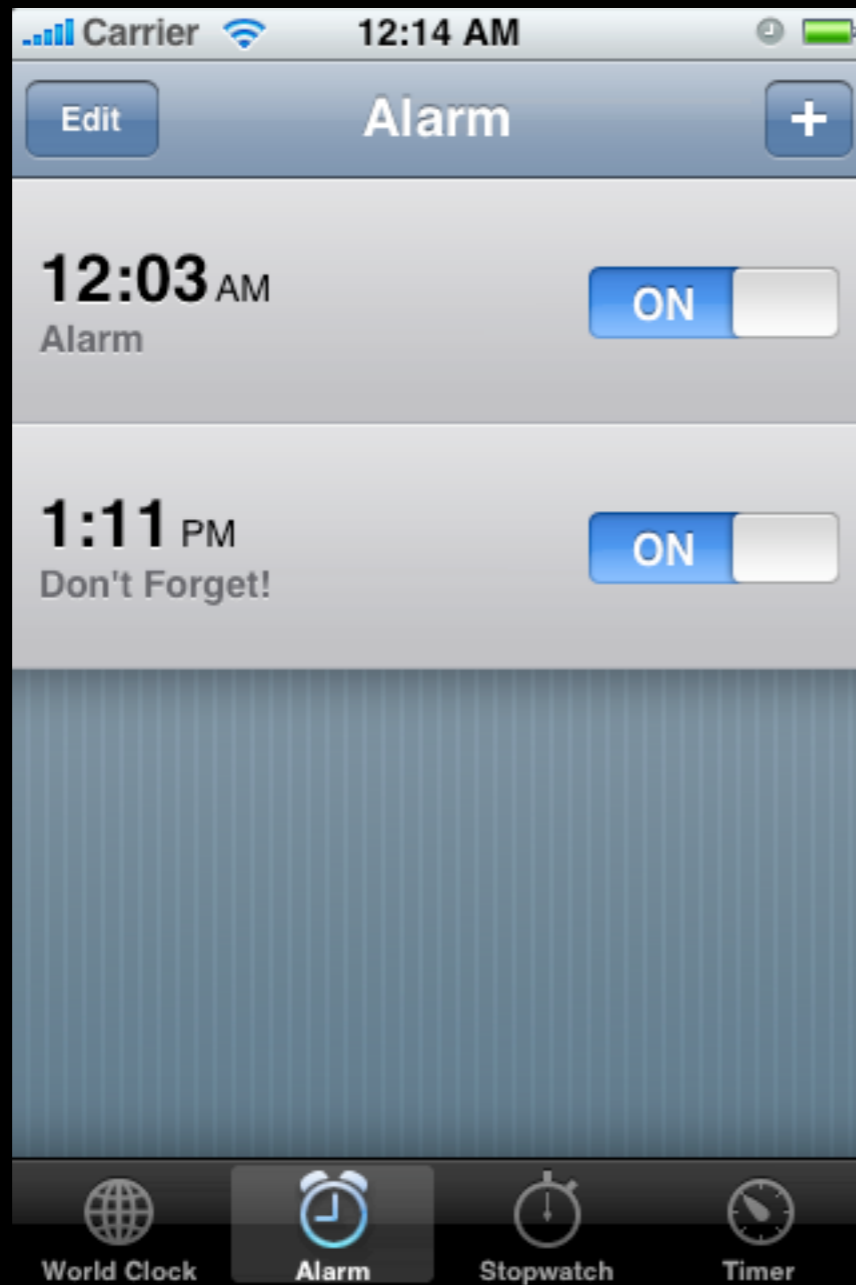 Carrier 12:14 AM
Edit Alarm +
12:03 AM
Alarm
ON
1:11 PM
Don't Forget!
ON
World Clock Alarm Stopwatch Timer